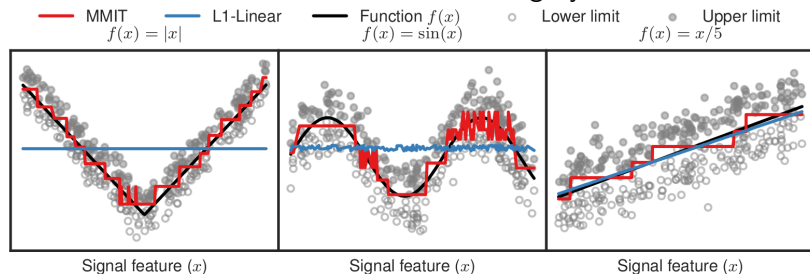 MMIT L1-Linear Function f(x) Lower limit Upper limit
f(x) = |x| f(x) = sin(x) f(x) = x/5
Signal feature (x) Signal feature (x) Signal feature (x)